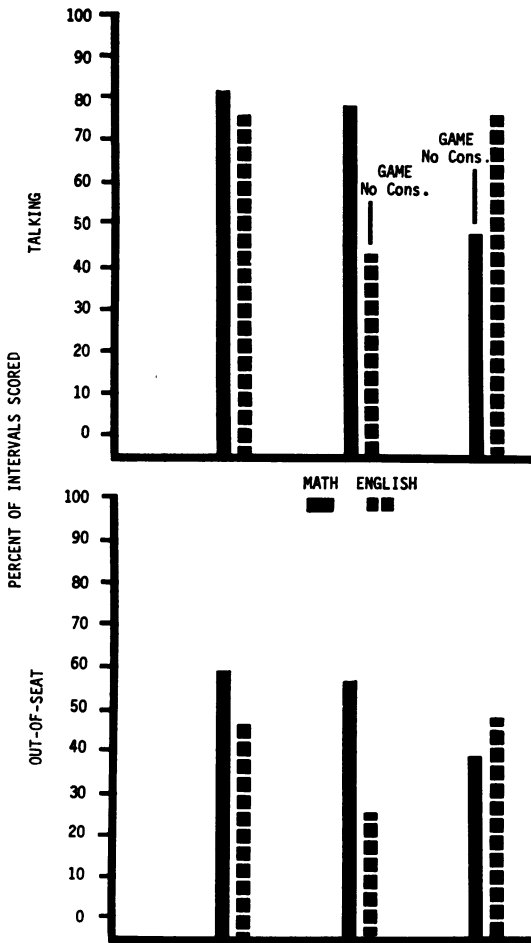 100
90
80
70
60
50
40
30
20
10
0
TALKING
GAME
No Cons.
GAME
No Cons.
PERCENT OF INTERVALS SCORED
MATH ENGLISH
100
90
80
70
60
50
40
30
20
10
0
OUT-OF-SEAT